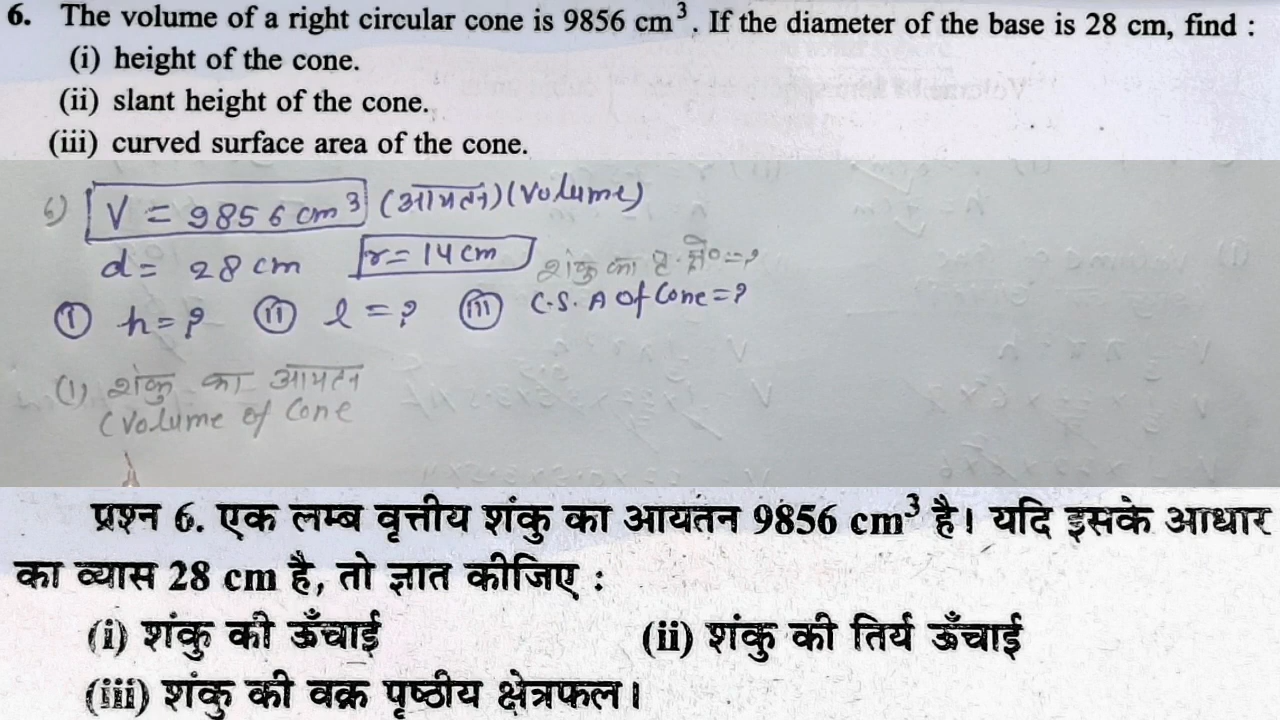 6. The volume of a right circular cone is 9856 cm³. If the diameter of the base is 28 cm, find :
(i) height of the cone.
(ii) slant height of the cone.
(iii) curved surface area of the cone.
6) V = 9856 cm³ (आयतन) (Volume)
d = 28 cm r = 14 cm शंकु का व. क्षे० = ?
(i) h = ? (ii) l = ? (iii) C.S.A of Cone = ?
(1) शंकु का आयतन
(Volume of Cone
प्रश्न 6. एक लम्ब वृत्तीय शंकु का आयतन 9856 cm³ है। यदि इसके आधार
का व्यास 28 cm है, तो ज्ञात कीजिए :
(i) शंकु की ऊँचाई (ii) शंकु की तिर्य ऊँचाई
(iii) शंकु की वक्र पृष्ठीय क्षेत्रफल।